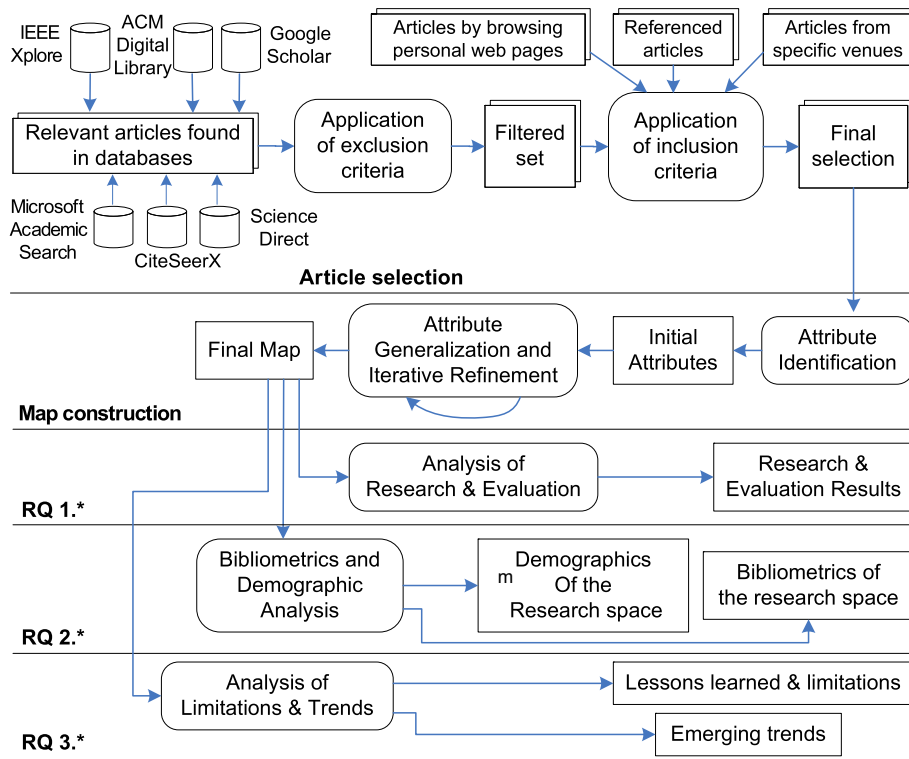 IEEE
Xplore
ACM
Digital
Library
Google
Scholar
Articles by browsing
personal web pages
Referenced
articles
Articles from
specific venues
Relevant articles found
in databases
Application
of exclusion
criteria
Filtered
set
Application
of inclusion
criteria
Final
selection
Microsoft
Academic
Search
CiteSeerX
Science
Direct
Article selection
Final Map
Attribute
Generalization and
Iterative Refinement
Initial
Attributes
Attribute
Identification
Map construction
Analysis of
Research & Evaluation
Research &
Evaluation Results
RQ 1.*
Bibliometrics and
Demographic
Analysis
m
Demographics
Of the
Research space
Bibliometrics of
the research space
RQ 2.*
Analysis of
Limitations & Trends
Lessons learned & limitations
Emerging trends
RQ 3.*